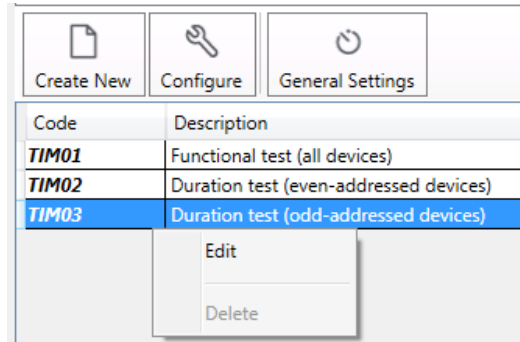 Create New Configure General Settings
Code Description
TIM01 Functional test (all devices)
TIM02 Duration test (even-addressed devices)
TIM03 Duration test (odd-addressed devices)
Edit
Delete